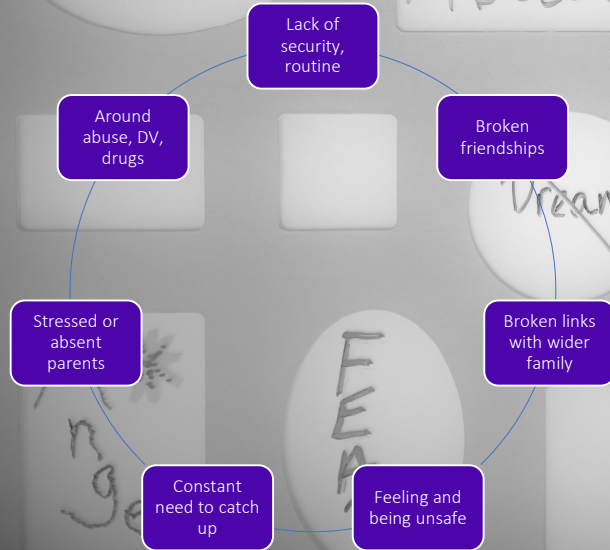 Lack of
security,
routine
Around
abuse, DV,
drugs
Broken
friendships
Stressed or
absent
parents
Broken links
with wider
family
Constant
need to catch
up
Feeling and
being unsafe